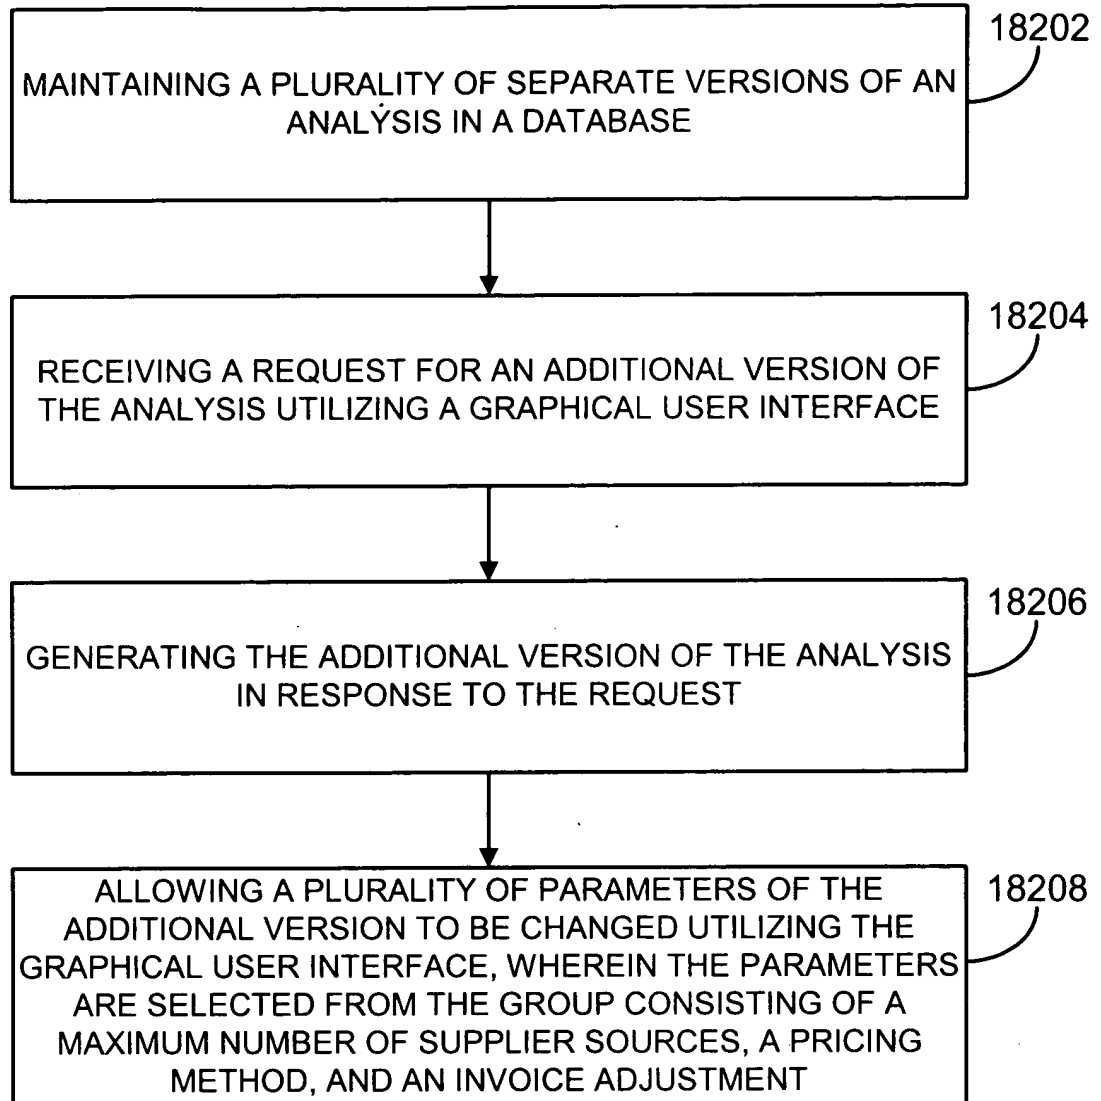 18202
MAINTAINING A PLURALITY OF SEPARATE VERSIONS OF AN
ANALYSIS IN A DATABASE
18204
RECEIVING A REQUEST FOR AN ADDITIONAL VERSION OF
THE ANALYSIS UTILIZING A GRAPHICAL USER INTERFACE
18206
GENERATING THE ADDITIONAL VERSION OF THE ANALYSIS
IN RESPONSE TO THE REQUEST
18208
ALLOWING A PLURALITY OF PARAMETERS OF THE
ADDITIONAL VERSION TO BE CHANGED UTILIZING THE
GRAPHICAL USER INTERFACE, WHEREIN THE PARAMETERS
ARE SELECTED FROM THE GROUP CONSISTING OF A
MAXIMUM NUMBER OF SUPPLIER SOURCES, A PRICING
METHOD, AND AN INVOICE ADJUSTMENT